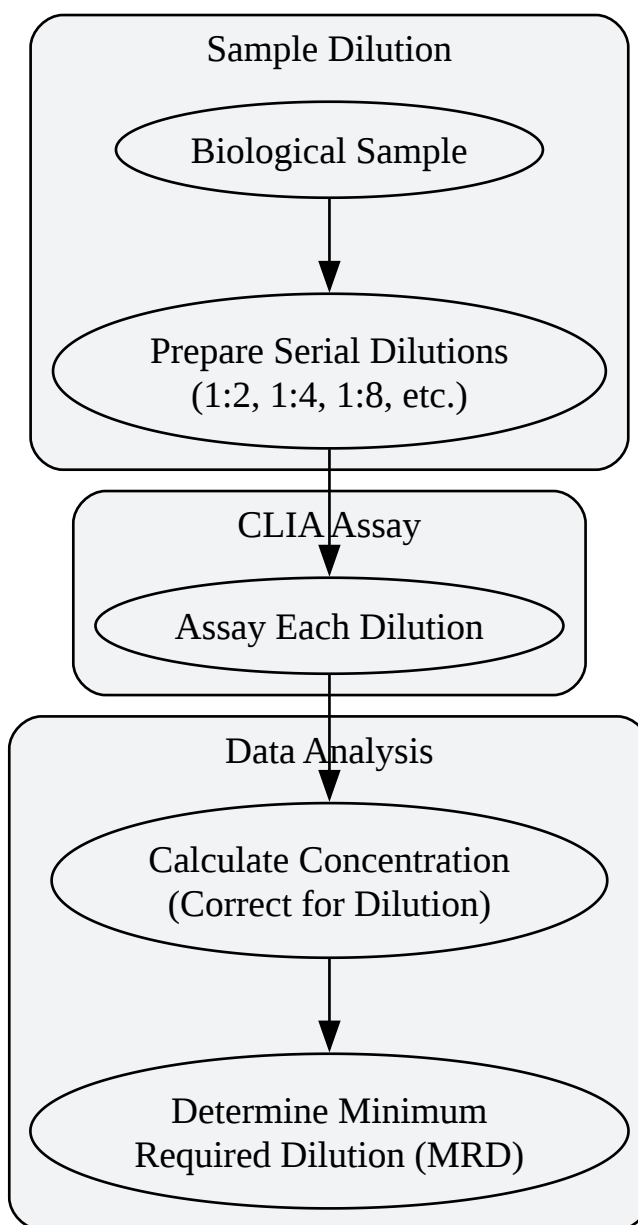 Sample Dilution
Biological Sample
Prepare Serial Dilutions
(1:2, 1:4, 1:8, etc.)
CLIA Assay
Assay Each Dilution
Data Analysis
Calculate Concentration
(Correct for Dilution)
Determine Minimum
Required Dilution (MRD)